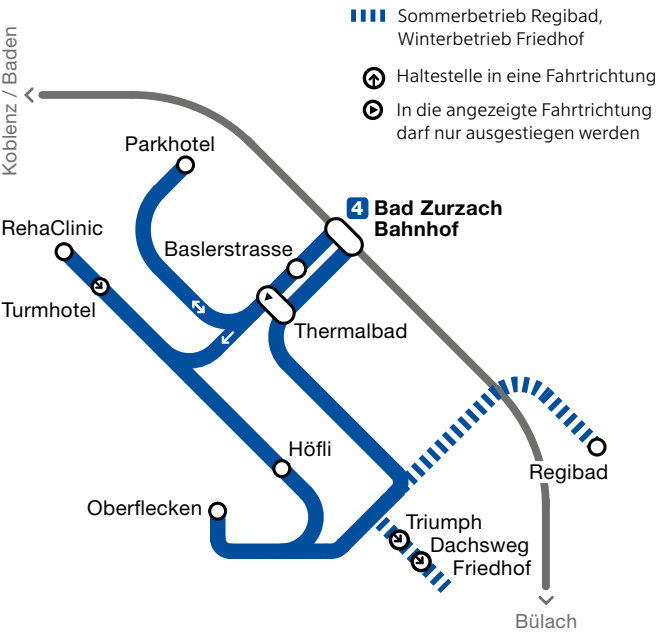 Sommerbetrieb Regibad,
Winterbetrieb Friedhof
Haltestelle in eine Fahrtrichtung
In die angezeigte Fahrtrichtung
darf nur ausgestiegen werden
Koblenz / Baden
Parkhotel
4 Bad Zurzach
Bahnhof
RehaClinic
Baslerstrasse
Turmhotel
Thermalbad
Höfli
Regibad
Oberflecken
Triumph
Dachsweg
Friedhof
Bülach